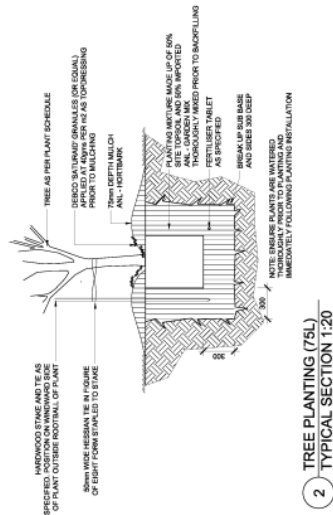 HARDWOOD STAKE AND TIE AS
SPECIFIED. POSITION ON WINDWARD SIDE
OF PLANT OUTSIDE ROOTBALL OF PLANT
50mm WIDE HESSIAN TIE IN FIGURE
OF EIGHT FORM STAPLED TO STAKE
TREE AS PER PLANT SCHEDULE
DEBCO 'SATURAID' GRANULES (OR EQUAL)
APPLIED AT 40gms PER m2 AS TOPDRESSING
PRIOR TO MULCHING
75mm DEPTH MULCH
ANL - HORTBARK
PLANTING MIXTURE MADE UP OF 50%
SITE TOPSOIL AND 50% IMPORTED
ANL - GARDEN MIX
THOROUGHLY MIXED PRIOR TO BACKFILLING
FERTILISER TABLET
AS SPECIFIED
BREAK UP SUB BASE
AND SIDES 300 DEEP
NOTE: ENSURE PLANTS ARE WATERED
THOROUGHLY PRIOR TO PLANTING AND
IMMEDIATELY FOLLOWING PLANTING INSTALLATION
300
300
2
TREE PLANTING (75L)
TYPICAL SECTION 1:20